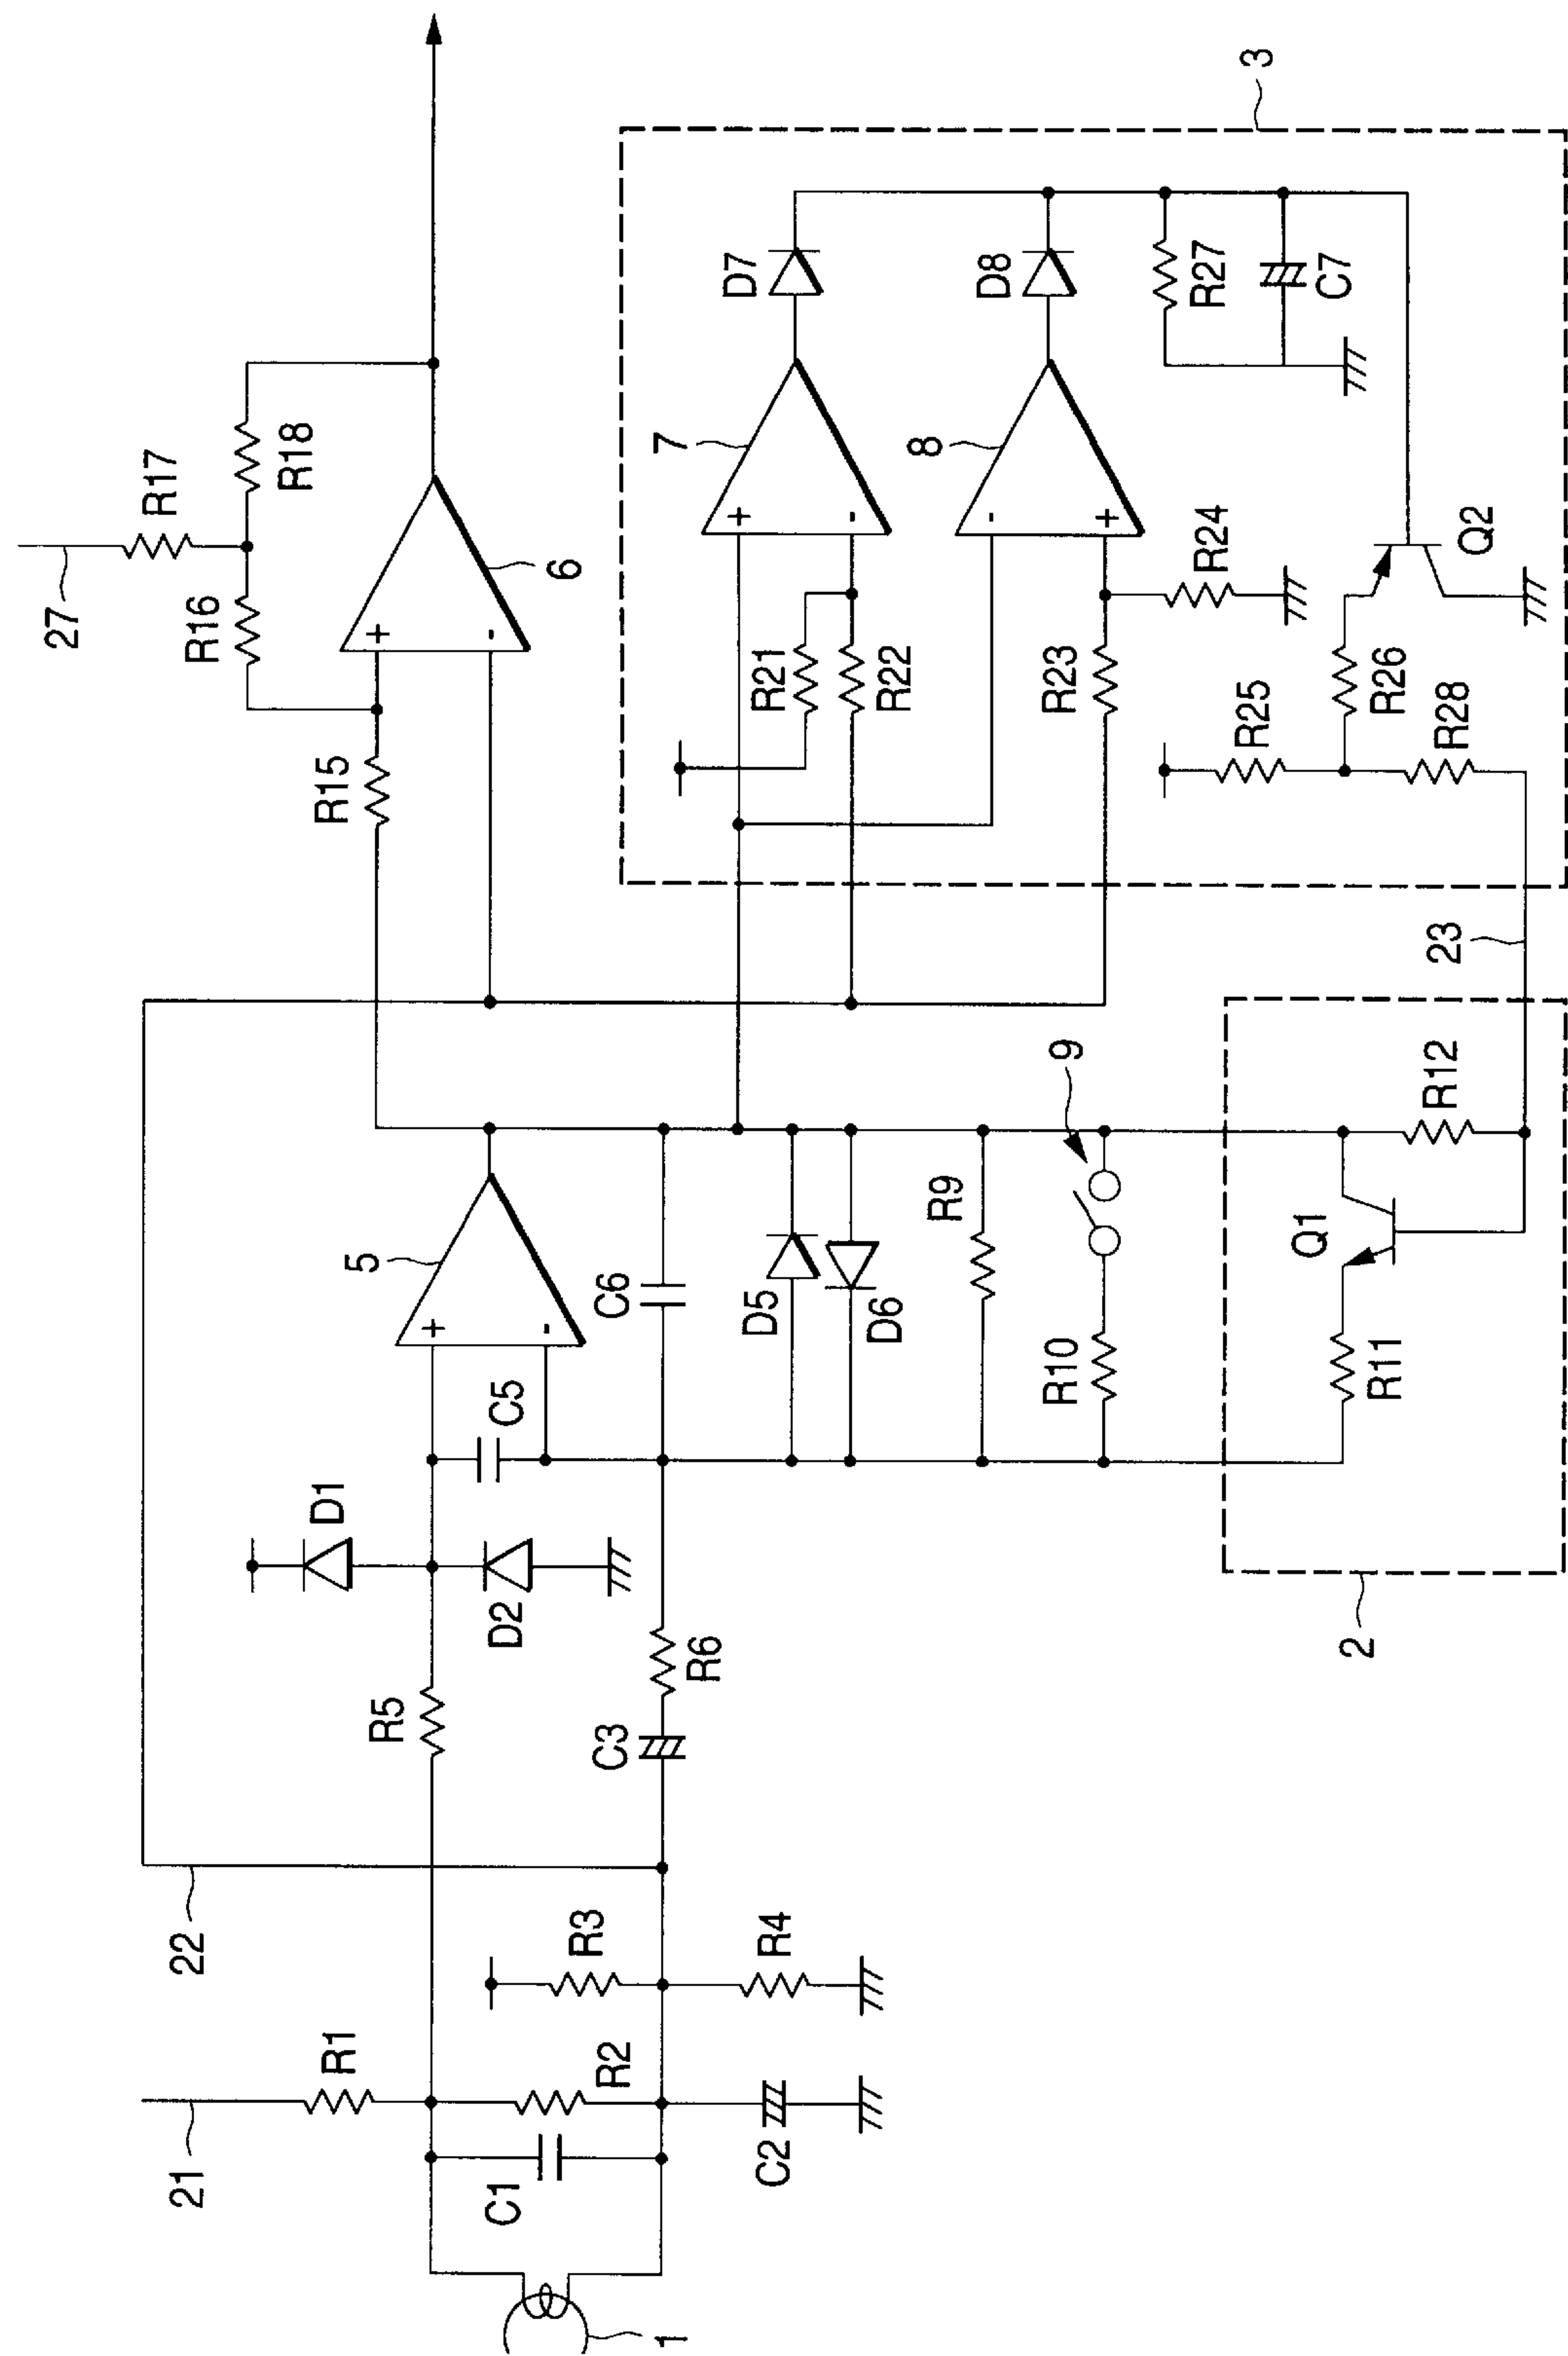 27
R17
R16
R18
6
R15
3
D7
7
+
-
R21
R22
D8
8
-
+
R23
R24
R27
C7
R25
R26
R28
Q2
23
22
5
+
-
C5
C6
D1
D2
D5
D6
R9
9
R10
Q1
R12
R11
2
R5
R6
C3
R3
R4
21
R1
R2
C1
C2
1
+
-